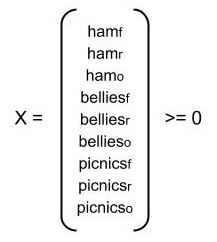 hamf
hamr
hamo
belliesf
X = belliesr >= 0
bellieso
picnicsf
picnicsr
picnicso